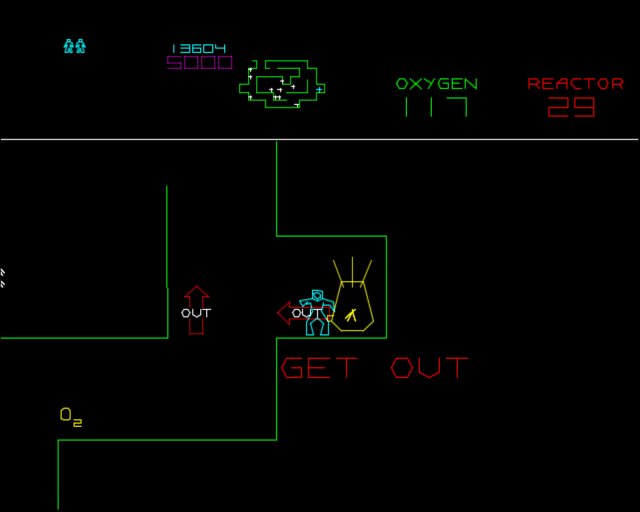 13604
5000
OXYGEN
117
REACTOR
29
OUT
OUT
GET OUT
O2